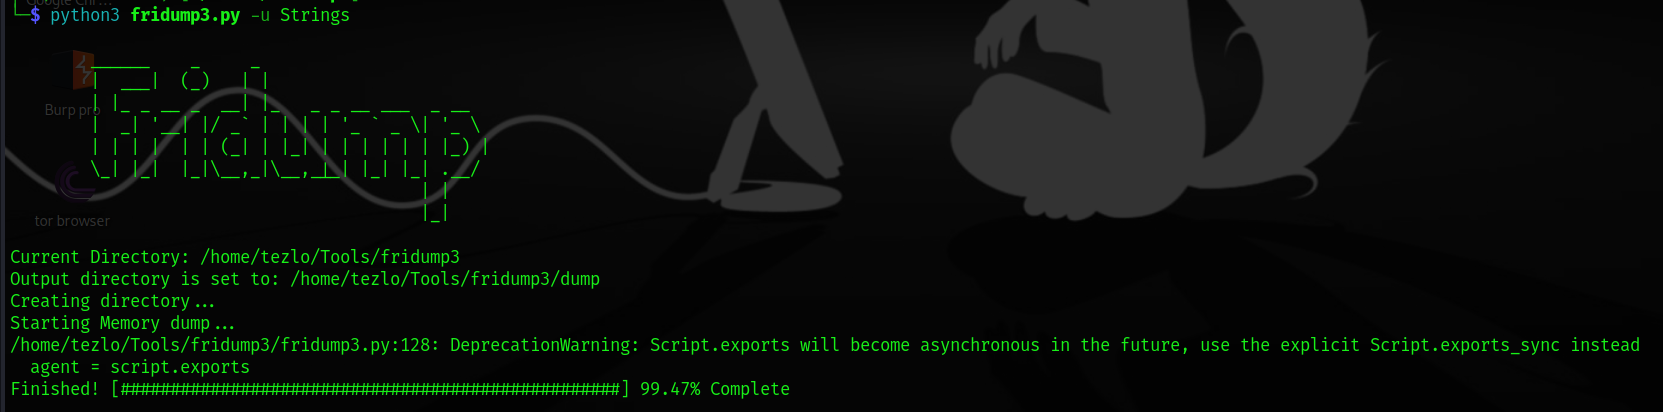 Google Chr...
└─$ python3 fridump3.py -u Strings
Burp pro
tor browser
Current Directory: /home/tezlo/Tools/fridump3
Output directory is set to: /home/tezlo/Tools/fridump3/dump
Creating directory...
Starting Memory dump...
/home/tezlo/Tools/fridump3/fridump3.py:128: DeprecationWarning: Script.exports will become asynchronous in the future, use the explicit Script.exports_sync instead
  agent = script.exports
Finished! [##################################################] 99.47% Complete